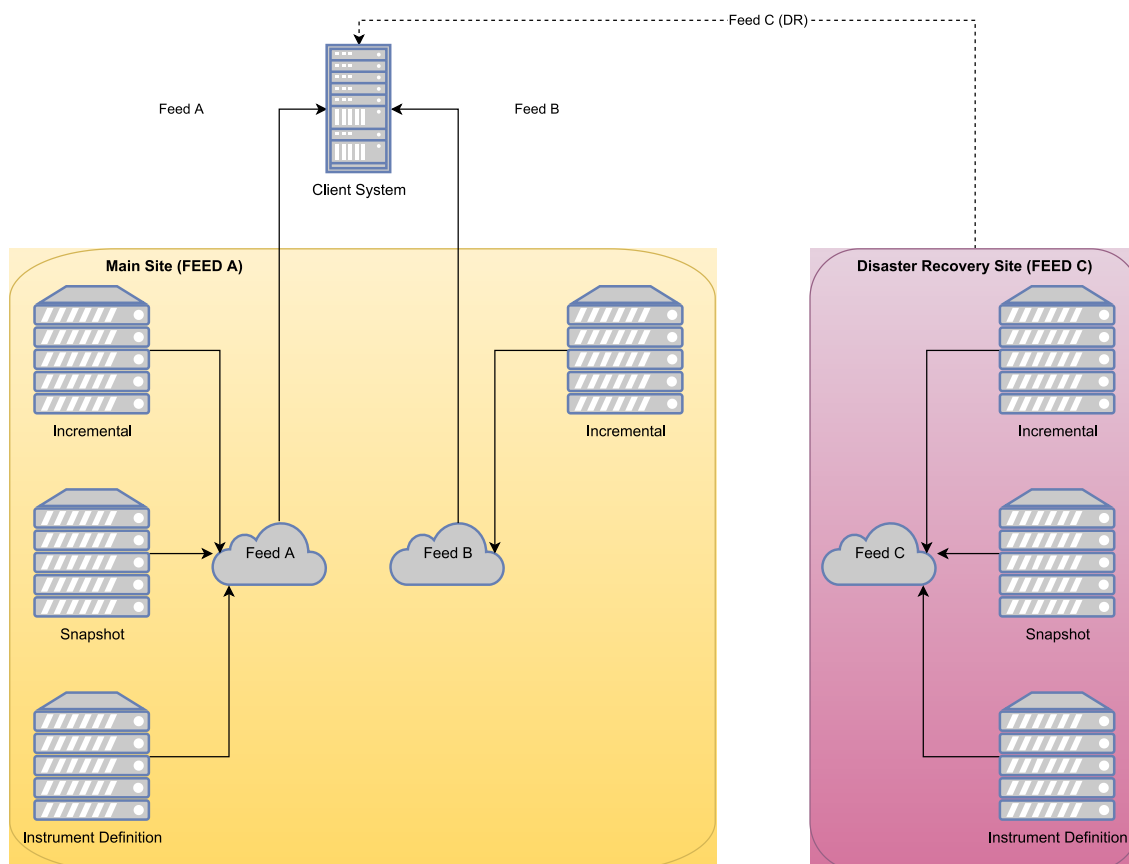 Feed C (DR)
Feed A
Feed B
Client System
Main Site (FEED A)
Disaster Recovery Site (FEED C)
Incremental
Incremental
Incremental
Feed A
Feed B
Feed C
Snapshot
Snapshot
Instrument Definition
Instrument Definition